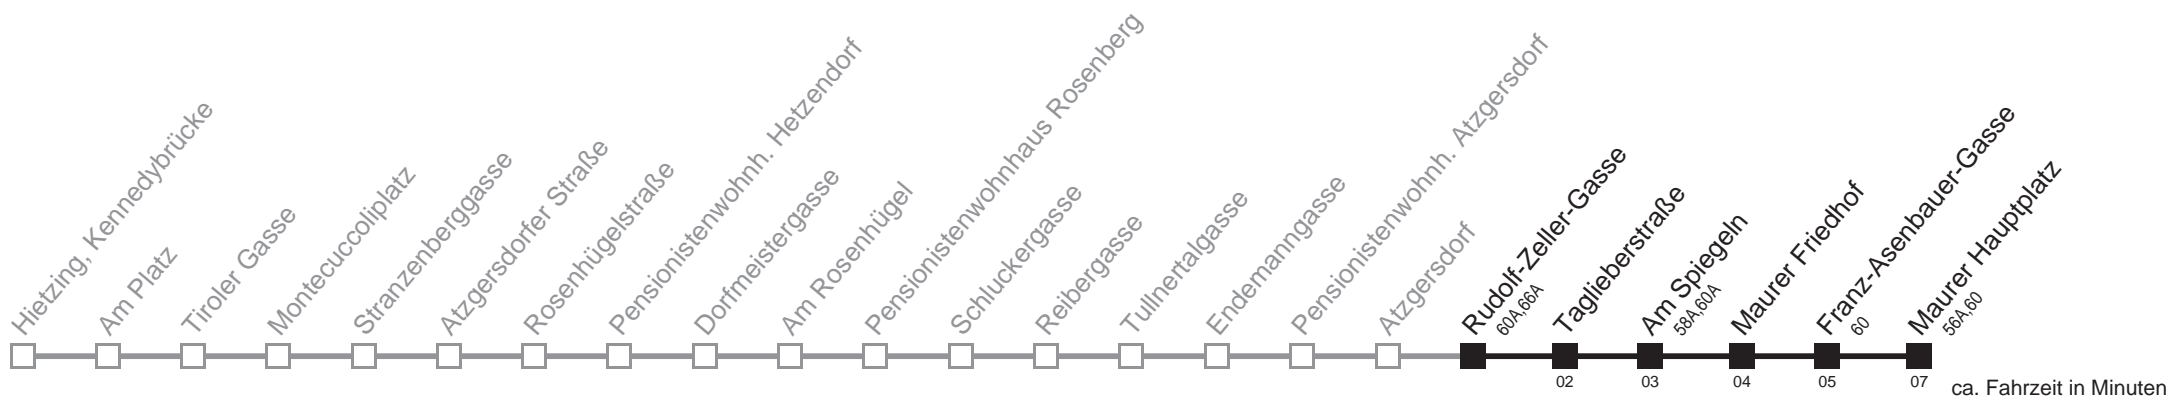 Hietzing, Kennedybrücke
Am Platz
Tiroler Gasse
Montecuccoliplatz
Stranzenberggasse
Atzgersdorfer Straße
Rosenhügelstraße
Pensionistenwohnh. Hetzendorf
Dorfmeistergasse
Am Rosenhügel
Pensionistenwohnhaus Rosenberg
Schluckergasse
Reibergasse
Tullnertalgasse
Endemanngasse
Pensionistenwohnh. Atzgersdorf
Atzgersdorf
Rudolf-Zeller-Gasse
60A,66A
Taglieberstraße
Am Spiegeln
58A,60A
Maurer Friedhof
Franz-Asenbauer-Gasse
60
Maurer Hauptplatz
56A,60
02
03
04
05
07
ca. Fahrzeit in Minuten